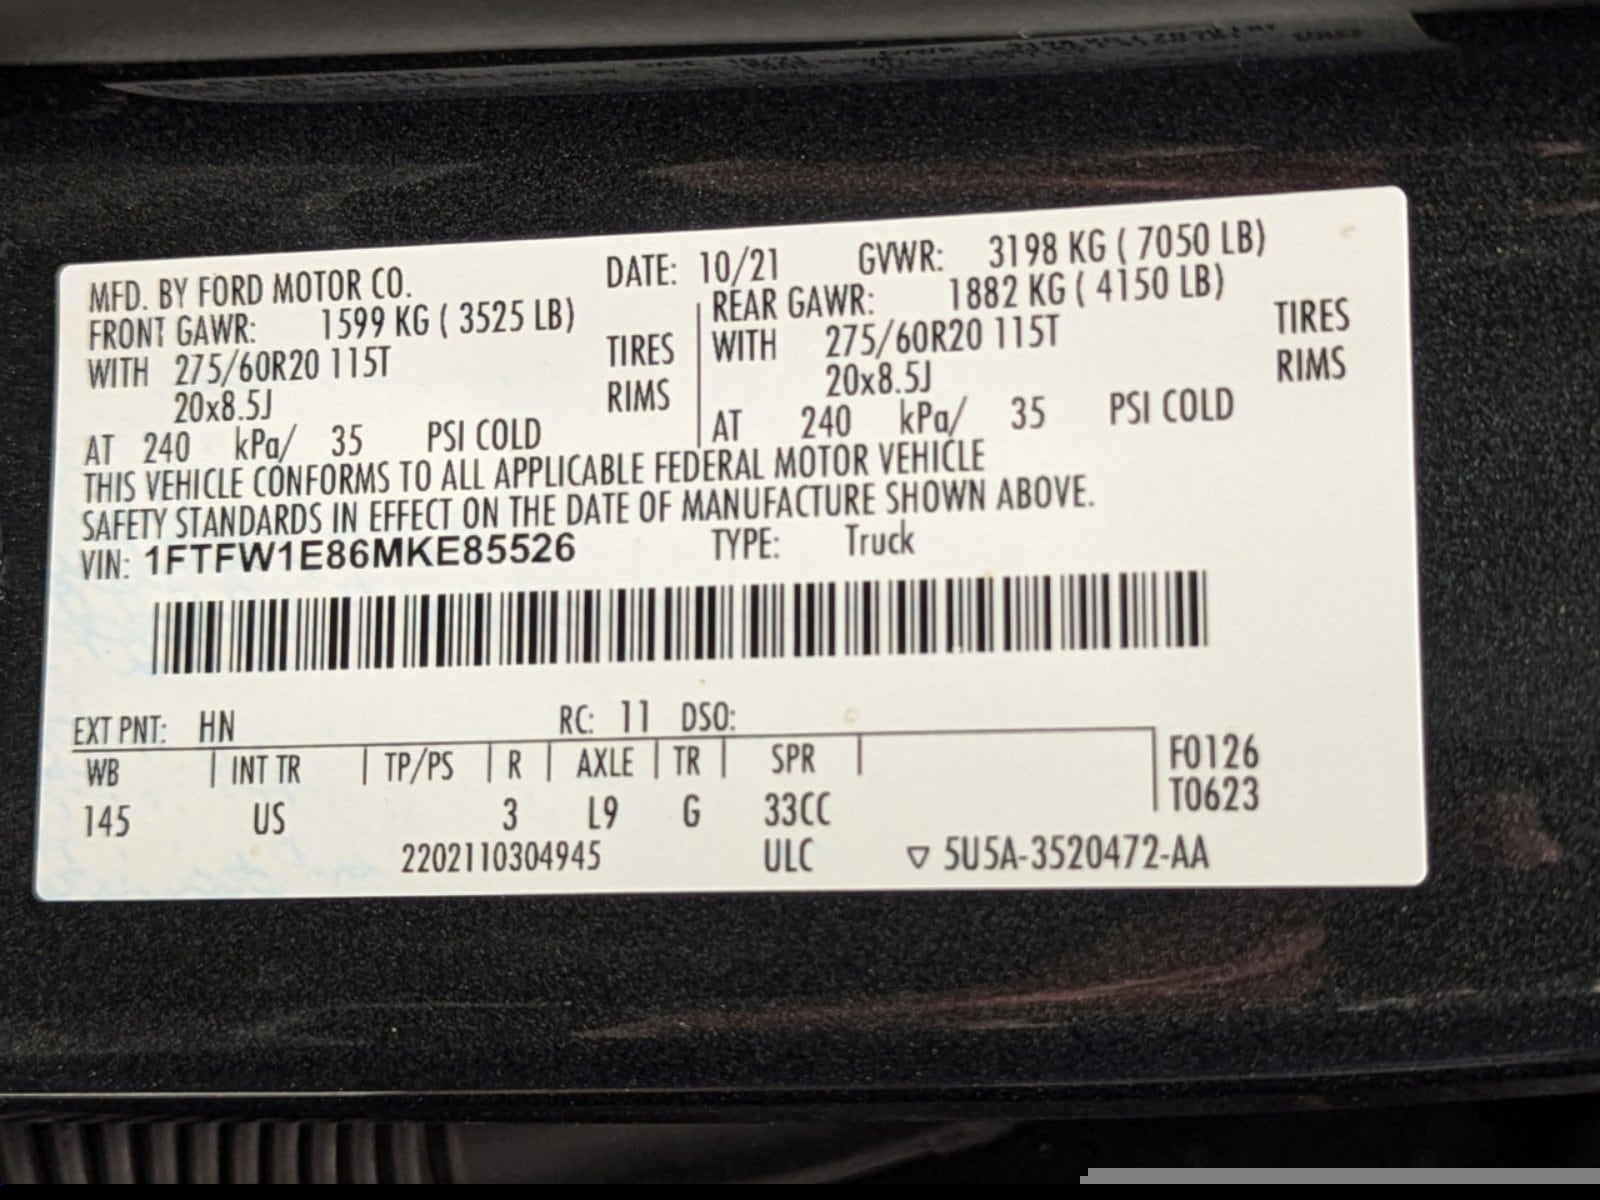 MFD. BY FORD MOTOR CO. DATE: 10/21 GVWR: 3198 KG ( 7050 LB)
FRONT GAWR: 1599 KG ( 3525 LB) REAR GAWR: 1882 KG ( 4150 LB)
WITH 275/60R20 115T TIRES WITH 275/60R20 115T TIRES
20x8.5J RIMS 20x8.5J RIMS
AT 240 kPa/ 35 PSI COLD AT 240 kPa/ 35 PSI COLD
THIS VEHICLE CONFORMS TO ALL APPLICABLE FEDERAL MOTOR VEHICLE
SAFETY STANDARDS IN EFFECT ON THE DATE OF MANUFACTURE SHOWN ABOVE.
VIN: 1FTFW1E86MKE85526 TYPE: Truck
EXT PNT: HN RC: 11 DSO:
WB | INT TR | TP/PS | R | AXLE | TR | SPR | F0126
145 US 3 L9 G 33CC T0623
2202110304945 ULC ▽ 5U5A-3520472-AA